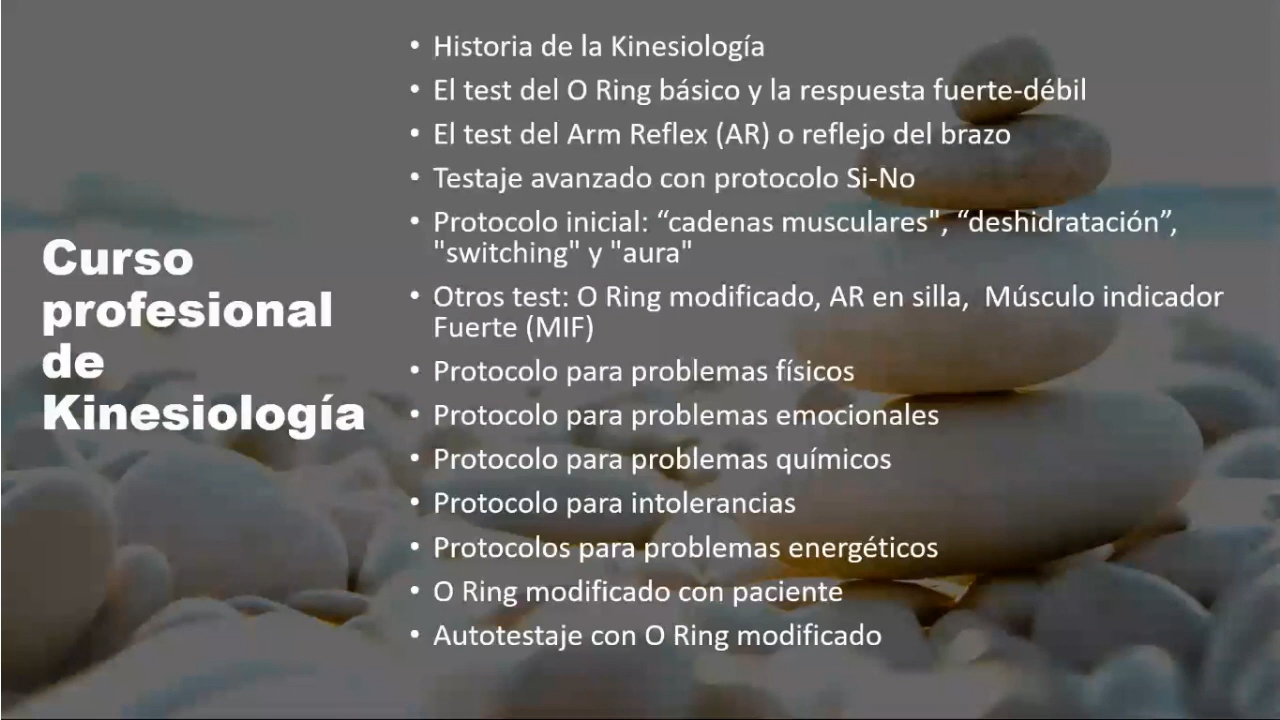 Curso
profesional
de
Kinesiología
• Historia de la Kinesiología
• El test del O Ring básico y la respuesta fuerte-débil
• El test del Arm Reflex (AR) o reflejo del brazo
• Testaje avanzado con protocolo Si-No
• Protocolo inicial: “cadenas musculares", “deshidratación”,
"switching" y "aura"
• Otros test: O Ring modificado, AR en silla,  Músculo indicador
Fuerte (MIF)
• Protocolo para problemas físicos
• Protocolo para problemas emocionales
• Protocolo para problemas químicos
• Protocolo para intolerancias
• Protocolos para problemas energéticos
• O Ring modificado con paciente
• Autotestaje con O Ring modificado